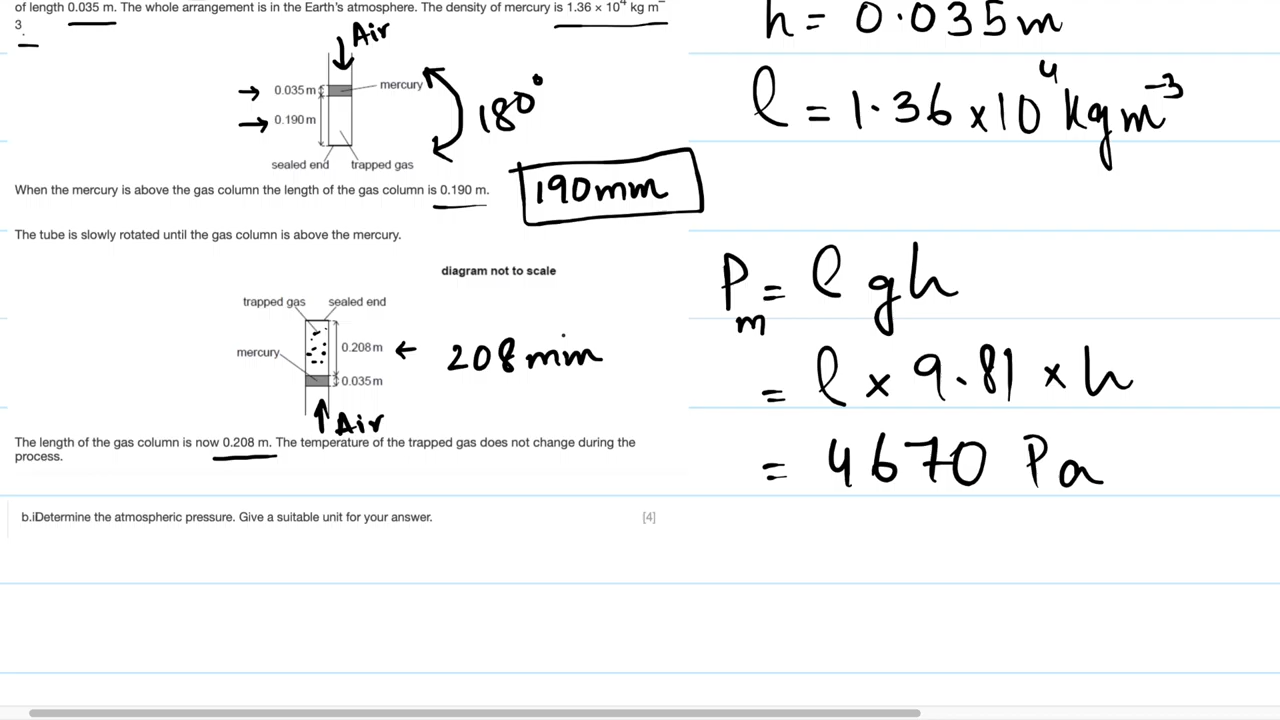 of length 0.035 m. The whole arrangement is in the Earth's atmosphere. The density of mercury is 1.36 × 10⁴ kg m⁻
3
.
Air
0.035 m
mercury
0.190 m
180°
sealed end
trapped gas
When the mercury is above the gas column the length of the gas column is 0.190 m.
190mm
The tube is slowly rotated until the gas column is above the mercury.
diagram not to scale
trapped gas
sealed end
mercury
0.208 m
208 mm
0.035 m
Air
The length of the gas column is now 0.208 m. The temperature of the trapped gas does not change during the
process.
b.iDetermine the atmospheric pressure. Give a suitable unit for your answer.
[4]
h = 0.035m
ρ = 1.36 ×10⁴ kg m⁻³
Pₘ = ρ g h
= ρ × 9.81 × h
= 4670 Pa